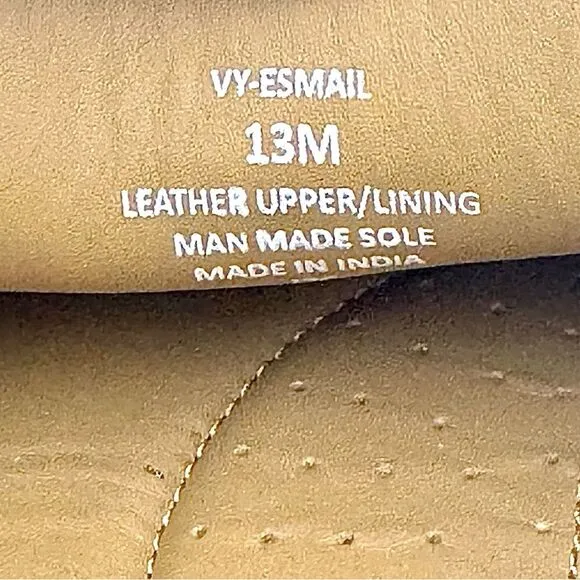 VY-ESMAIL
13M
LEATHER UPPER/LINING
MAN MADE SOLE
MADE IN INDIA